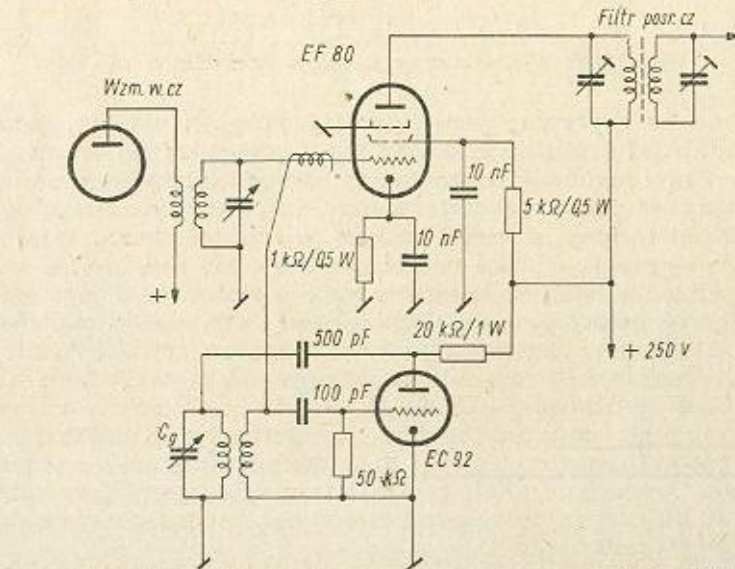 Filtr pośr. cz
EF 80
Wzm. w. cz
10 nF
5 kΩ/0,5 W
10 nF
1 kΩ/0,5 W
+
500 pF
20 kΩ/1 W
+ 250 V
100 pF
Cg
EC 92
50 kΩ